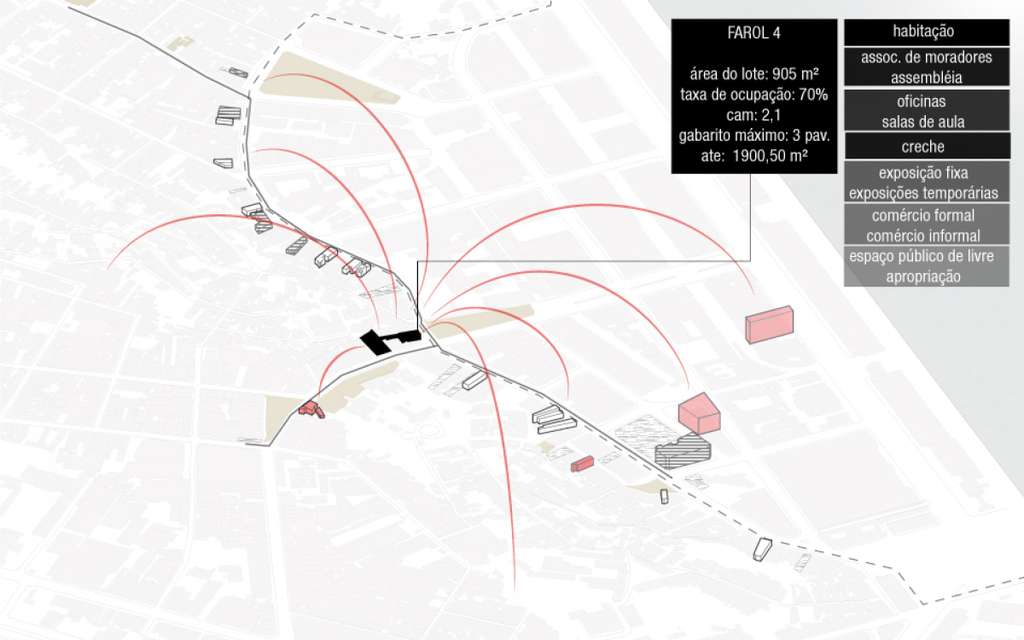 FAROL 4
área do lote: 905 m²
taxa de ocupação: 70%
cam: 2,1
gabarito máximo: 3 pav.
ate: 1900,50 m²
habitação
assoc. de moradores
assembléia
oficinas
salas de aula
creche
exposição fixa
exposições temporárias
comércio formal
comércio informal
espaço público de livre
apropriação